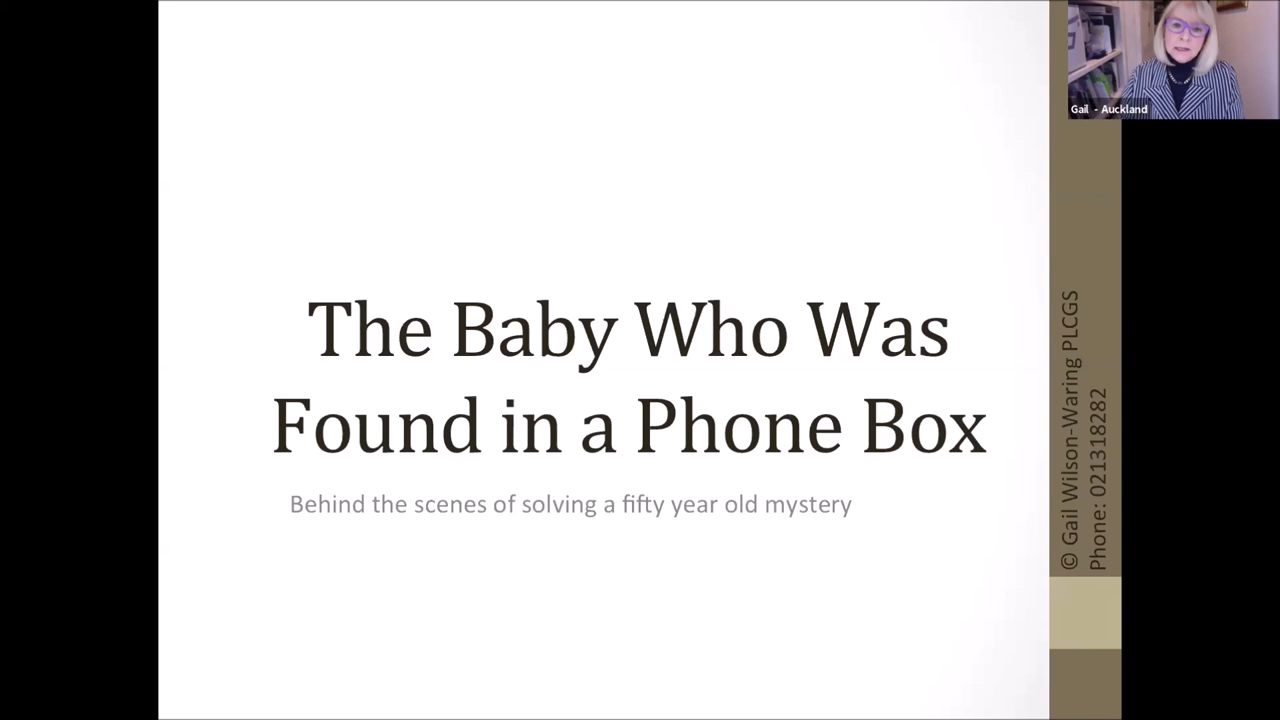 The Baby Who Was
Found in a Phone Box
Behind the scenes of solving a fifty year old mystery
© Gail Wilson-Waring PLCGS
Phone: 021318282
Gail - Auckland